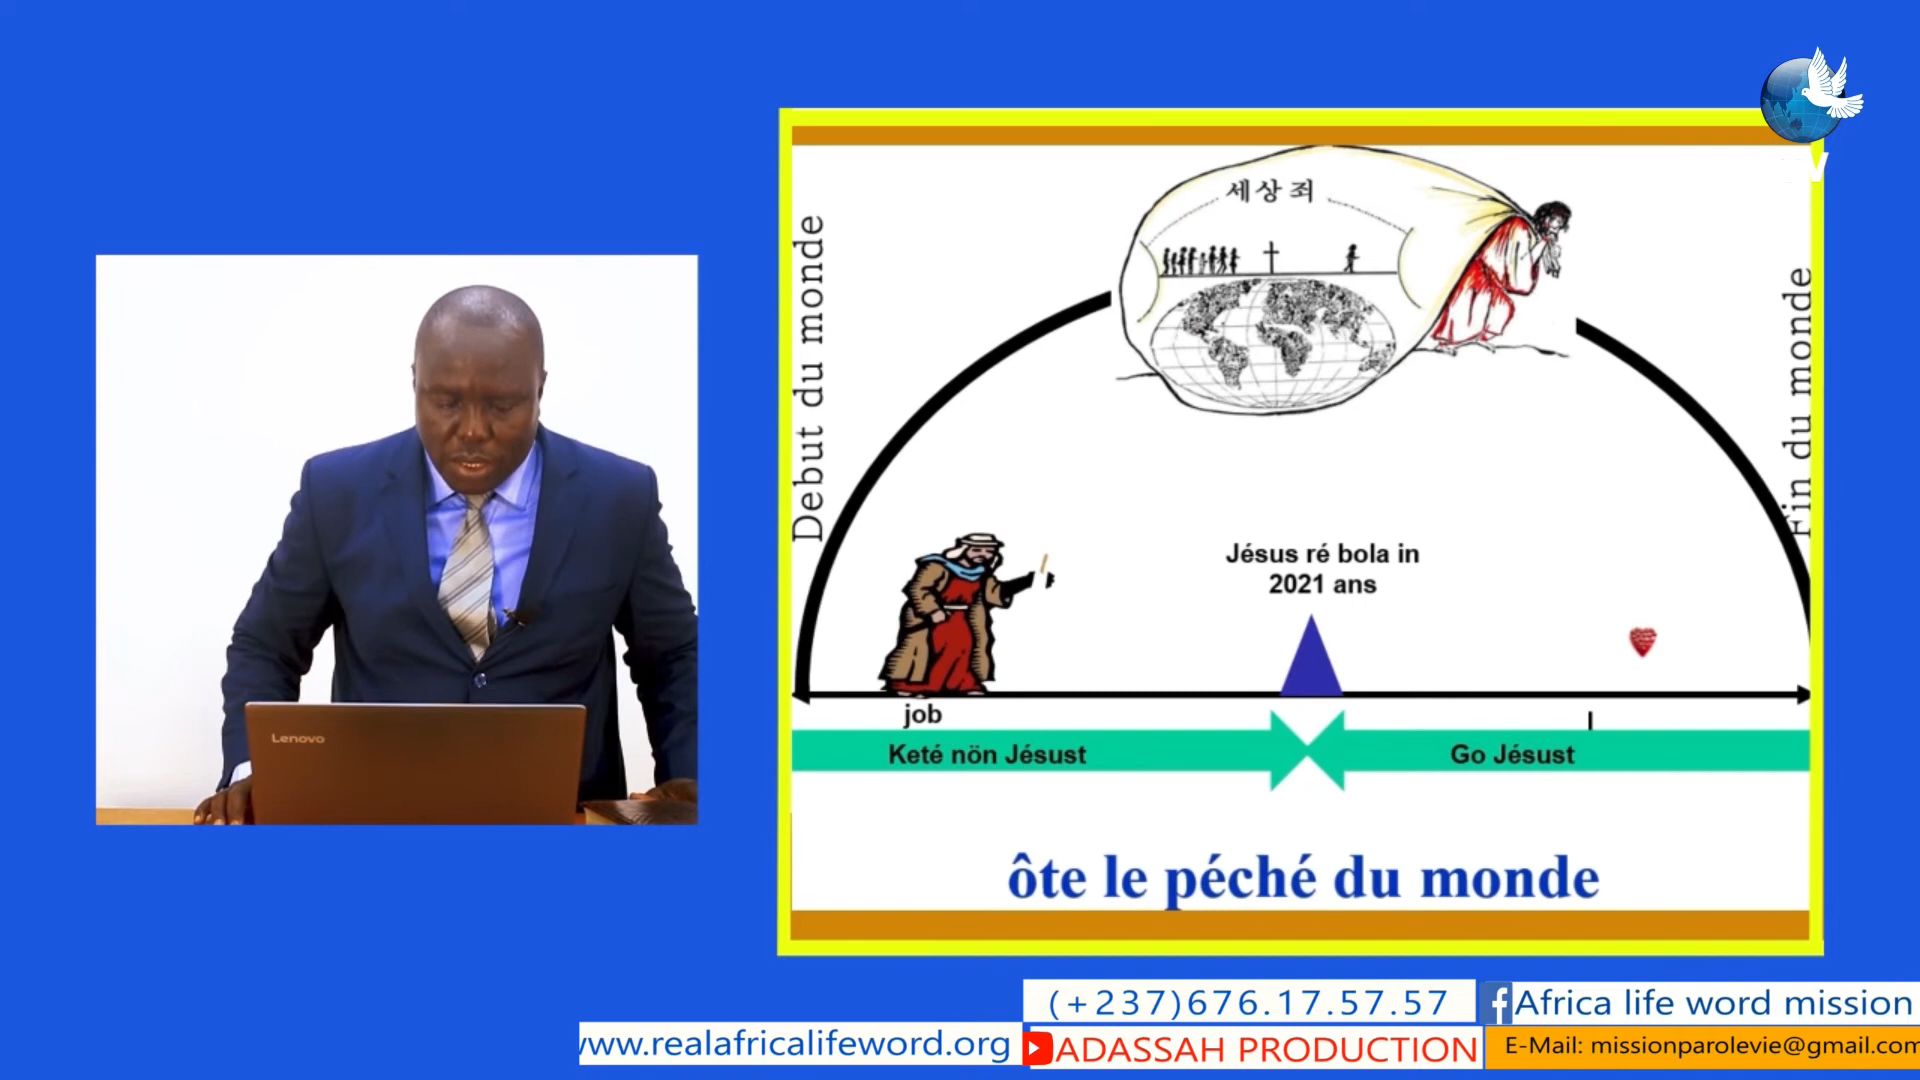 Debut du monde
세상 죄
Fin du monde
Jésus ré bola in
2021 ans
job
Keté nön Jésust
Go Jésust
ôte le péché du monde
Lenovo
(+237)676.17.57.57
Africa life word mission
www.realafricalifeword.org
ADASSAH PRODUCTION
E-Mail: missionparolevie@gmail.com